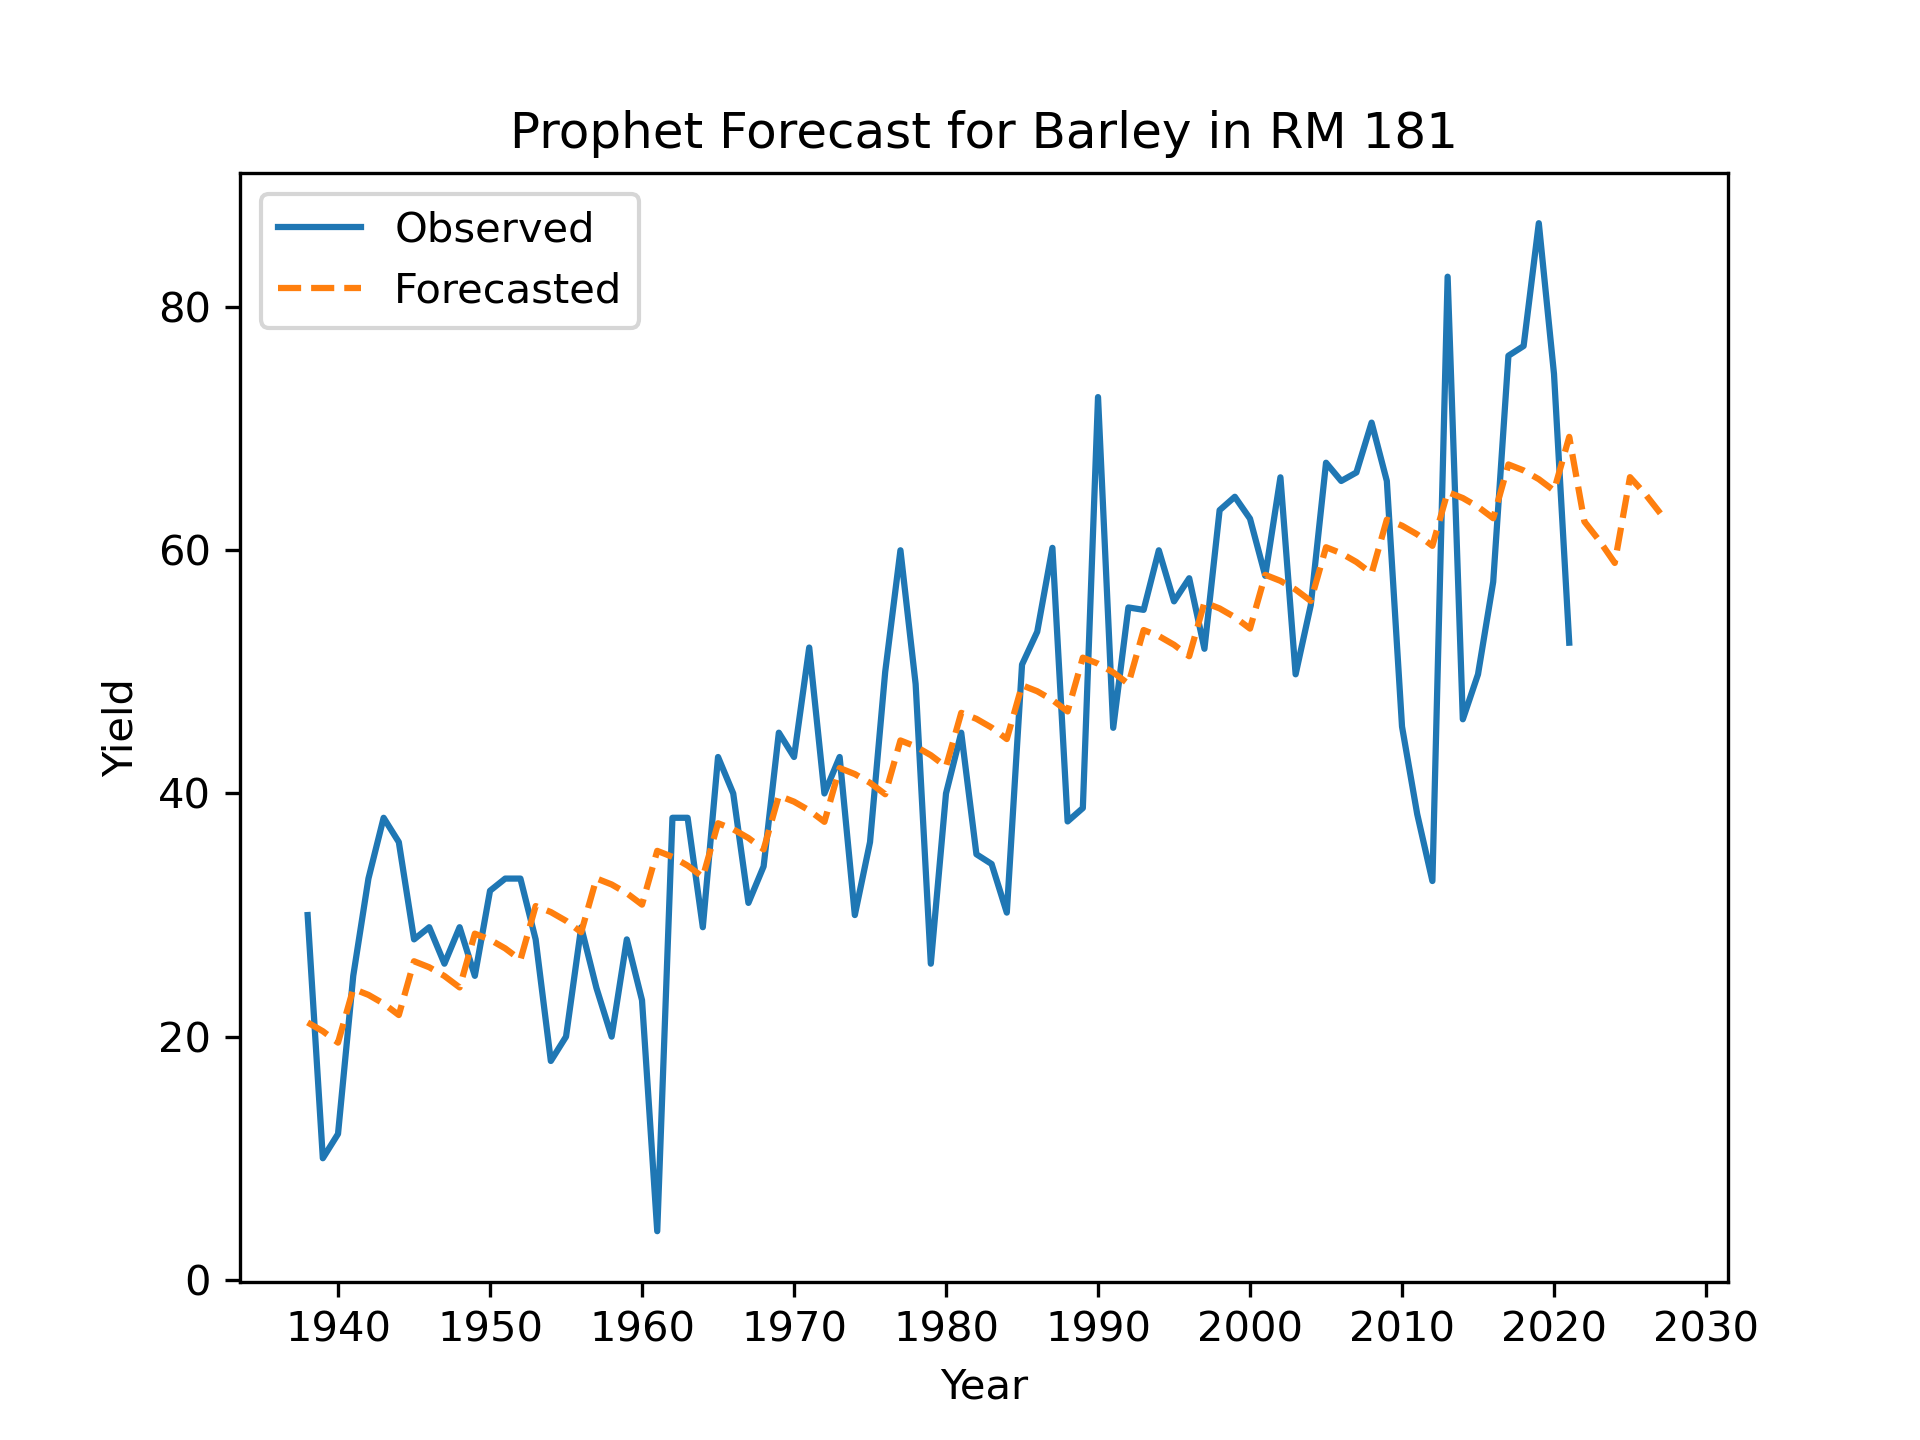 Prophet Forecast for Barley in RM 181
Observed
Forecasted
80
60
40
20
0
Yield
1940 1950 1960 1970 1980 1990 2000 2010 2020 2030
Year